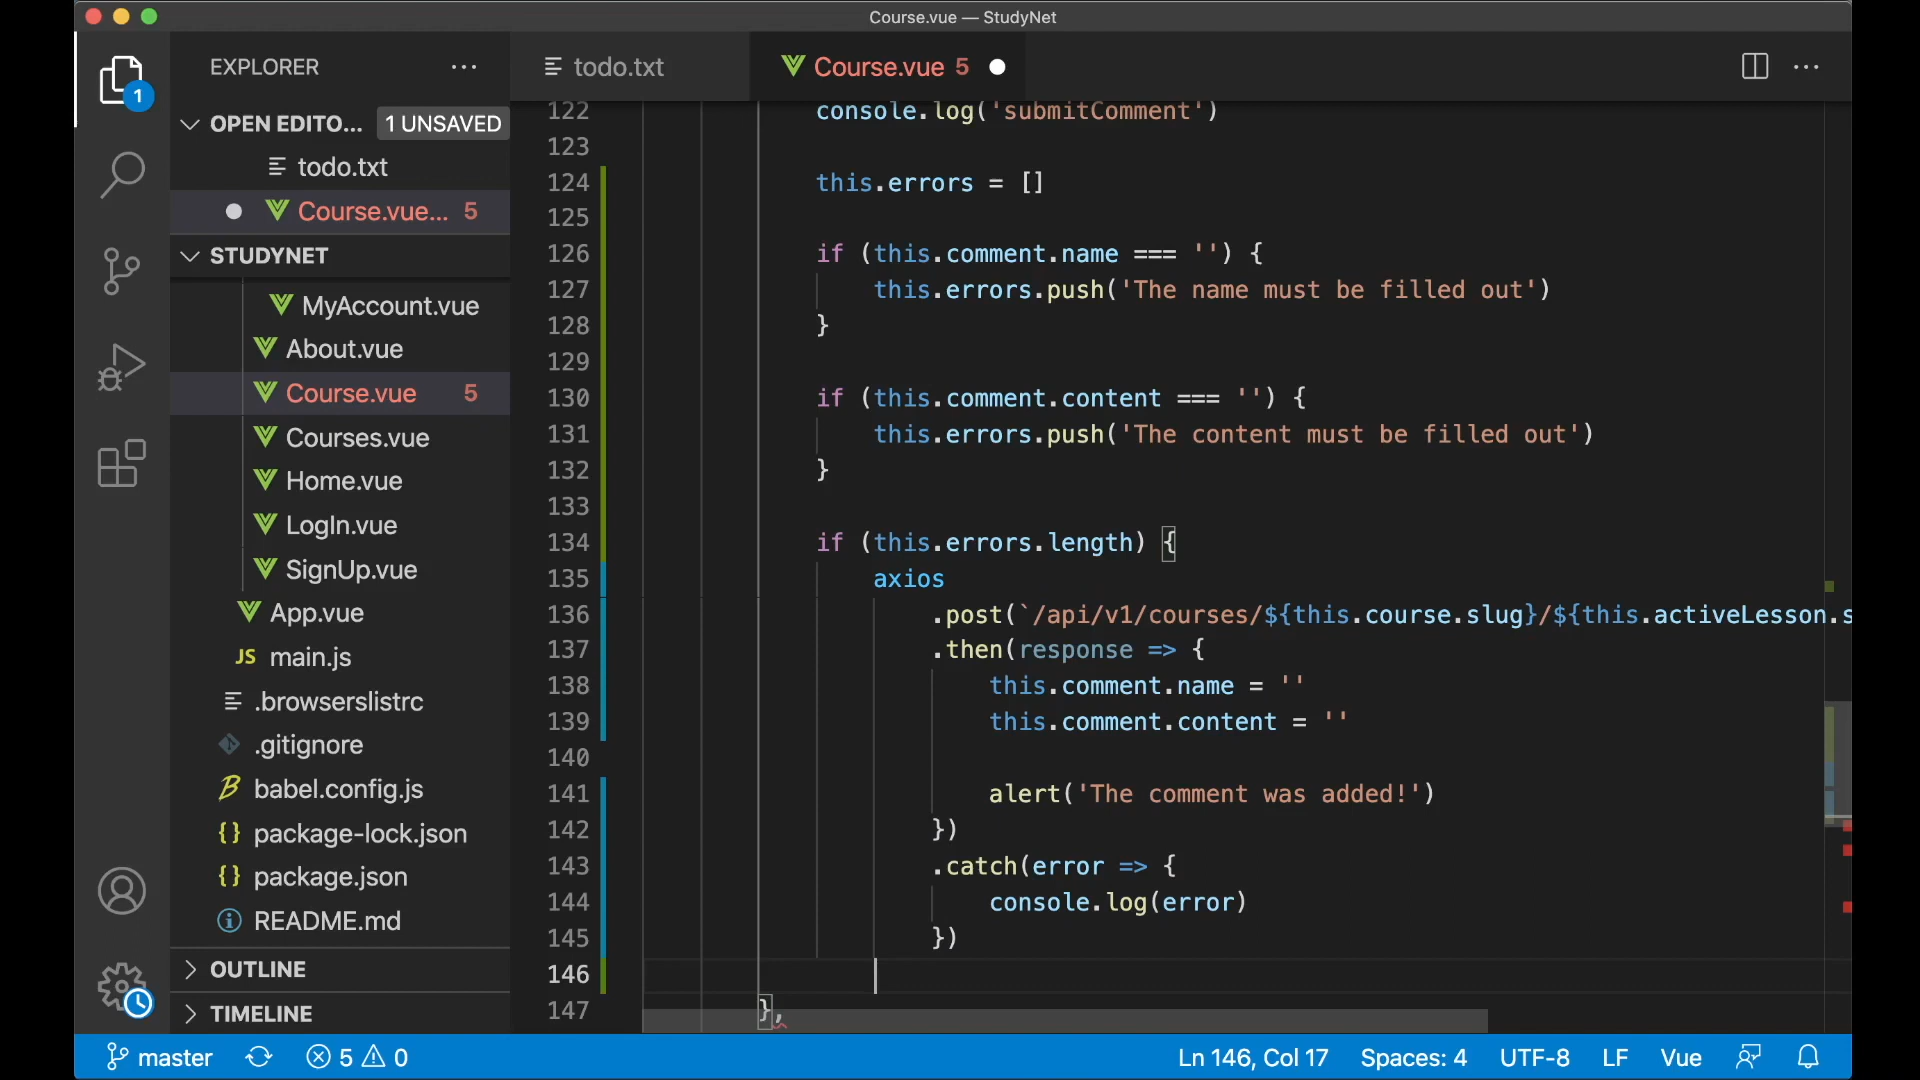 Course.vue — StudyNet
EXPLORER
OPEN EDITO... 1 UNSAVED
todo.txt
Course.vue... 5
STUDYNET
MyAccount.vue
About.vue
Course.vue 5
Courses.vue
Home.vue
LogIn.vue
SignUp.vue
App.vue
JS main.js
.browserslistrc
.gitignore
babel.config.js
{} package-lock.json
{} package.json
README.md
OUTLINE
TIMELINE
1
todo.txt
Course.vue 5
122 console.log('submitComment')
123
124 this.errors = []
125
126 if (this.comment.name === '') {
127 this.errors.push('The name must be filled out')
128 }
129
130 if (this.comment.content === '') {
131 this.errors.push('The content must be filled out')
132 }
133
134 if (this.errors.length) {
135 axios
136 .post(`/api/v1/courses/${this.course.slug}/${this.activeLesson.s
137 .then(response => {
138 this.comment.name = ''
139 this.comment.content = ''
140
141 alert('The comment was added!')
142 })
143 .catch(error => {
144 console.log(error)
145 })
146
147 },
master 5 0 Ln 146, Col 17 Spaces: 4 UTF-8 LF Vue